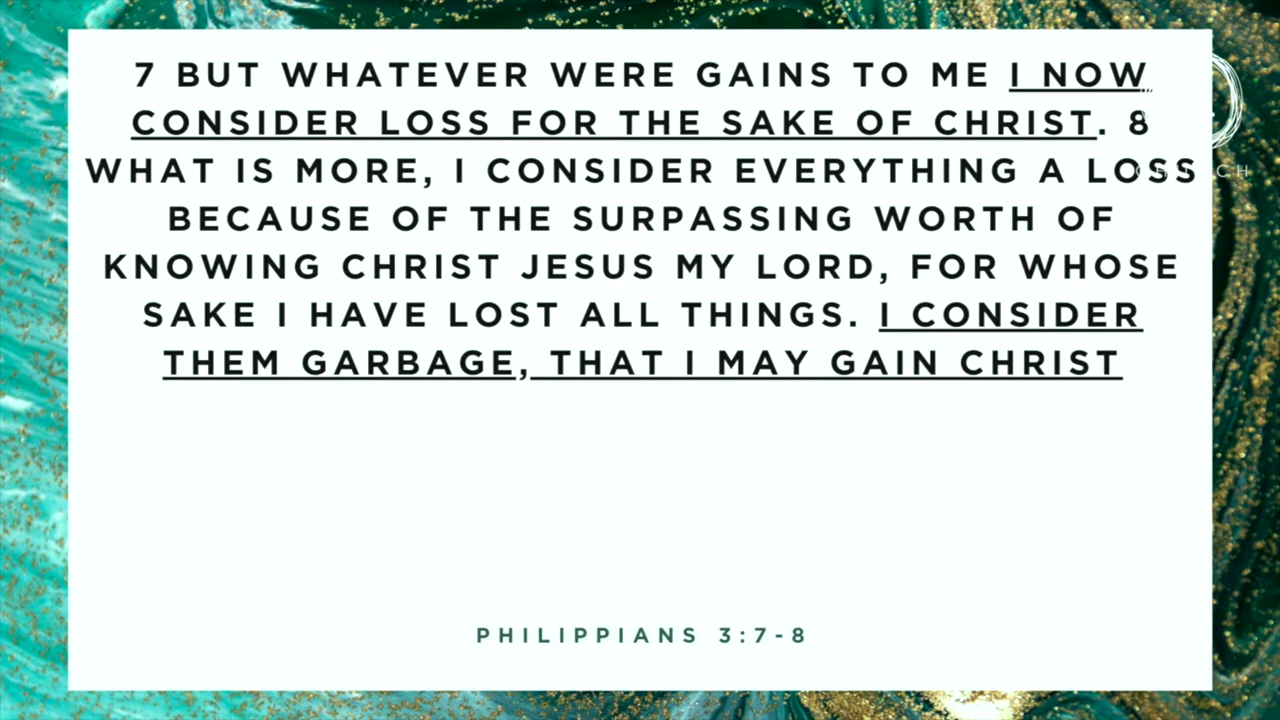 7 BUT WHATEVER WERE GAINS TO ME I NOW
CONSIDER LOSS FOR THE SAKE OF CHRIST. 8
WHAT IS MORE, I CONSIDER EVERYTHING A LOSS
BECAUSE OF THE SURPASSING WORTH OF
KNOWING CHRIST JESUS MY LORD, FOR WHOSE
SAKE I HAVE LOST ALL THINGS. I CONSIDER
THEM GARBAGE, THAT I MAY GAIN CHRIST
PHILIPPIANS 3:7-8